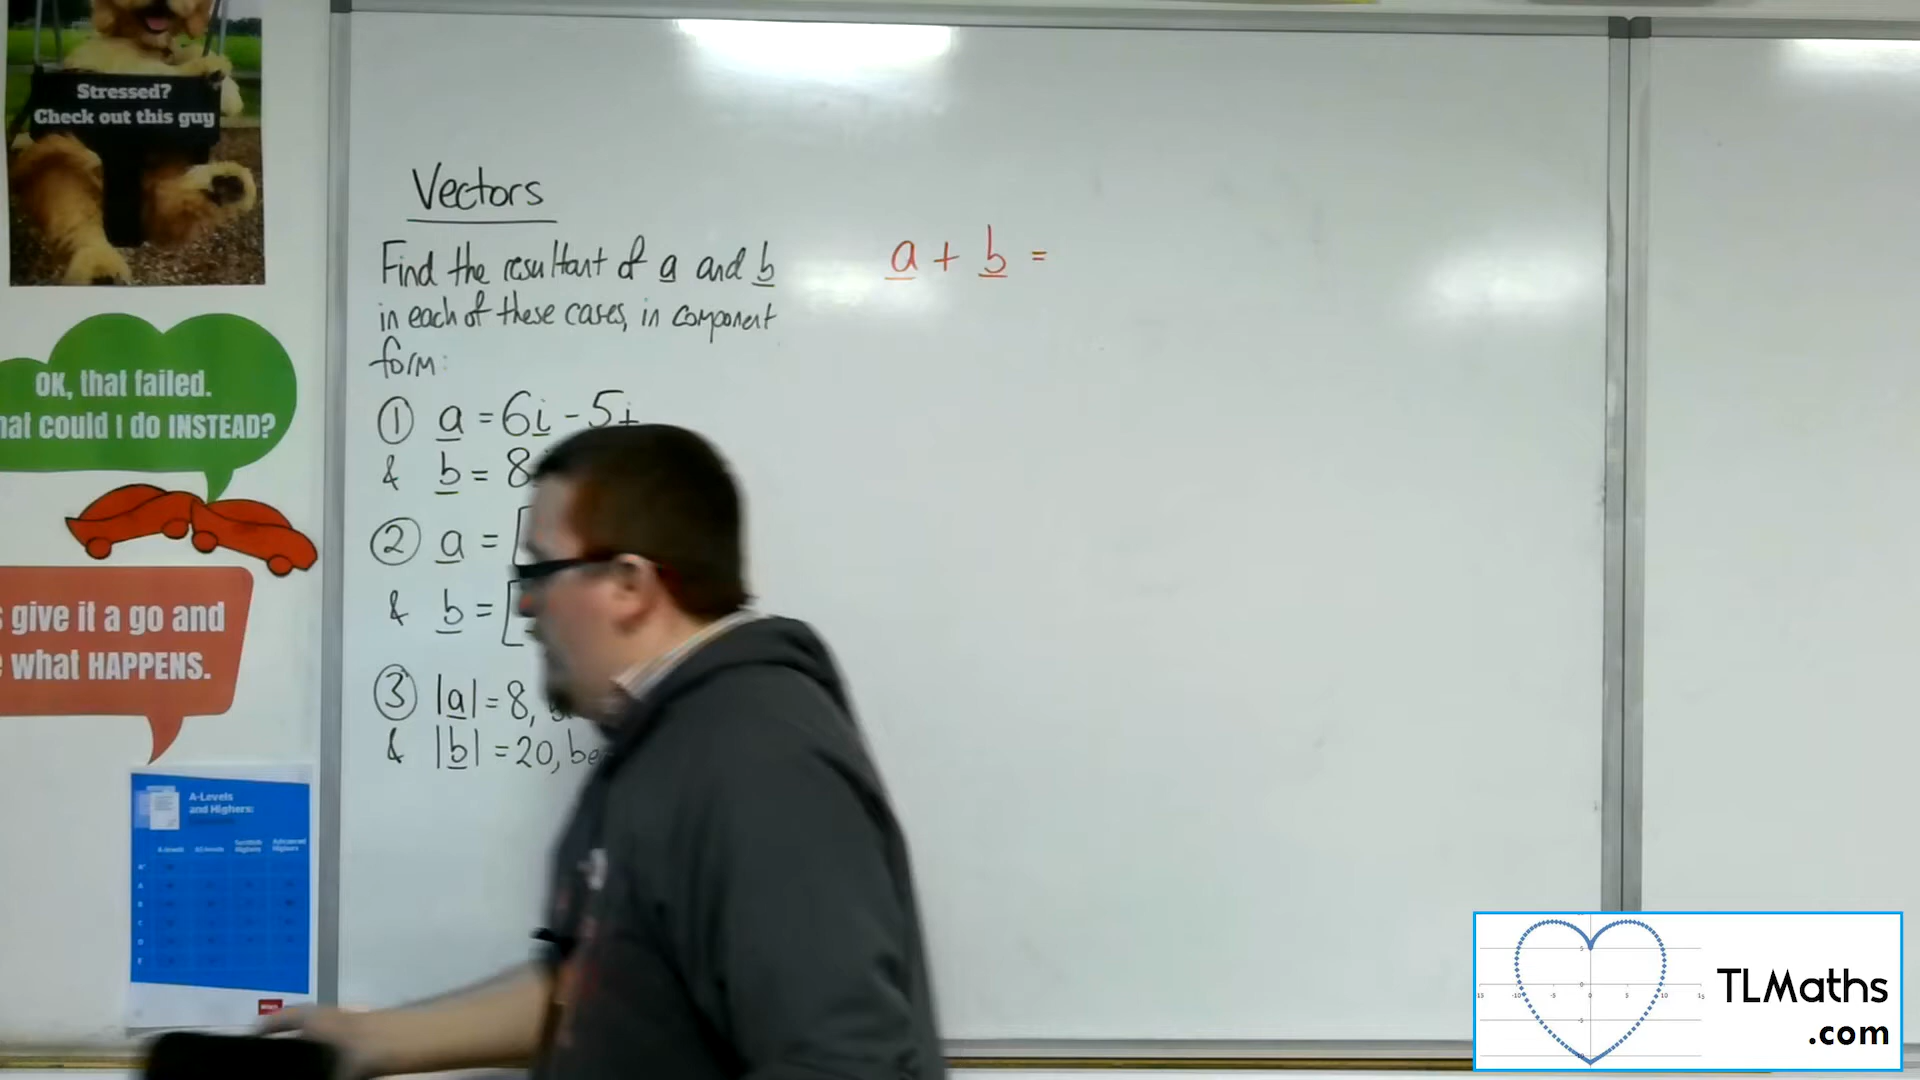 Stressed?
Check out this guy
OK, that failed.
hat could I do INSTEAD?
give it a go and
what HAPPENS.
A-Levels
and Highers:
Vectors
Find the resultant of a and b
in each of these cases, in component
form:
① a = 6i - 5j
& b = 8
② a = [
& b = [
③ |a| = 8,
& |b| = 20, be
a + b =
TLMaths
.com